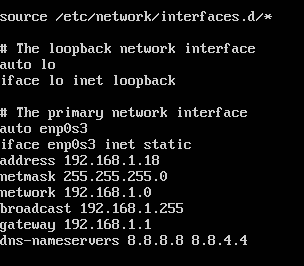 source /etc/network/interfaces.d/*
# The loopback network interface
auto lo
iface lo inet loopback
# The primary network interface
auto enp0s3
iface enp0s3 inet static
address 192.168.1.18
netmask 255.255.255.0
network 192.168.1.0
broadcast 192.168.1.255
gateway 192.168.1.1
dns-nameservers 8.8.8.8 8.8.4.4